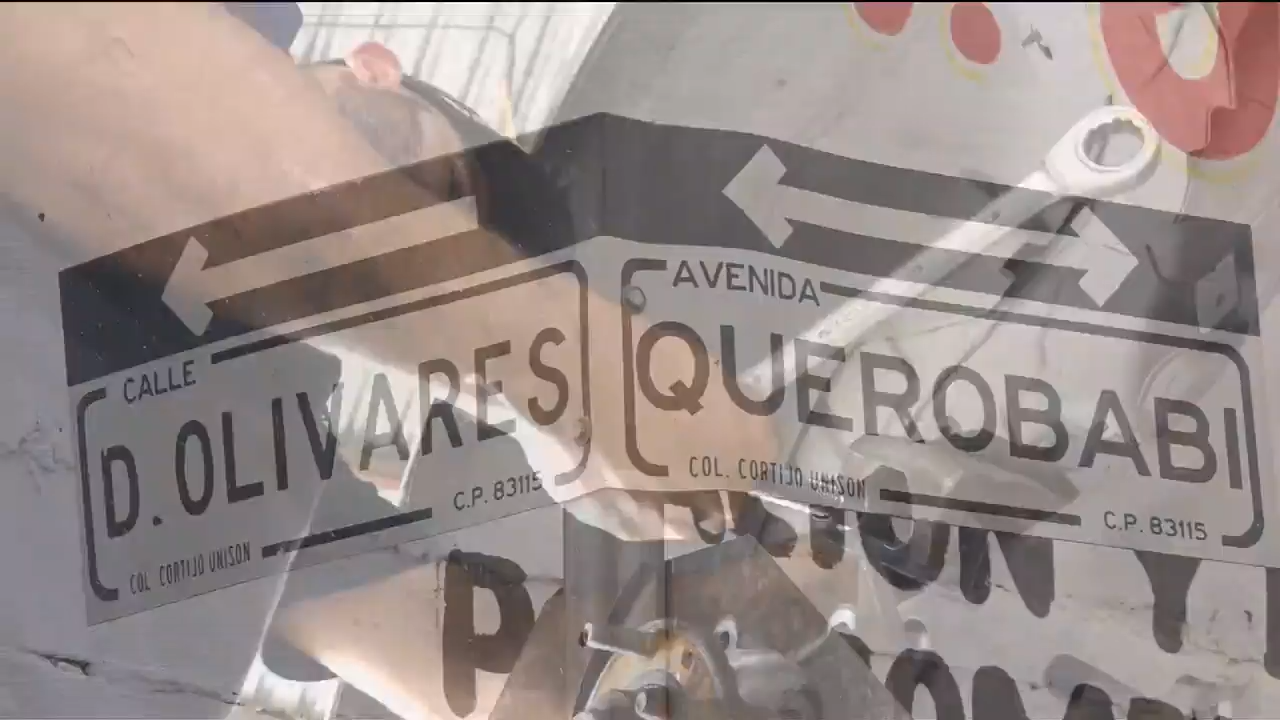 CALLE
D. OLIVARES
C.P. 83115
COL. CORTIJO UNISON
AVENIDA
QUEROBABI
COL. CORTIJO UNISON
C.P. 83115